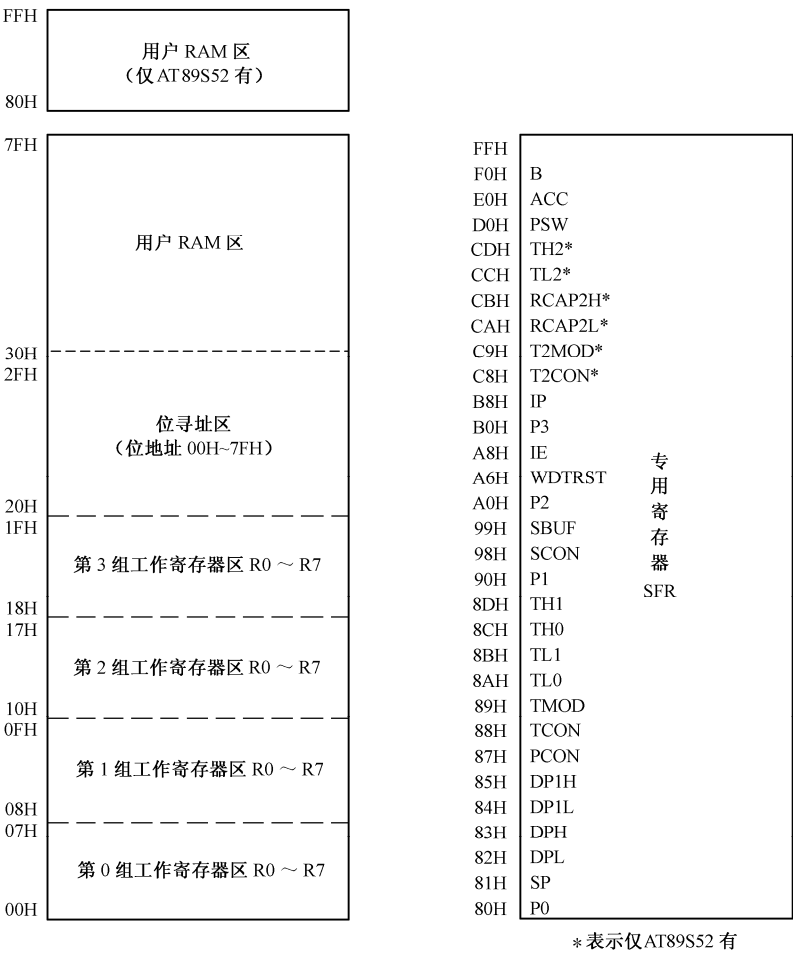 FFH
用户 RAM 区
（仅 AT89S52 有）
80H
7FH
用户 RAM 区
30H
2FH
位寻址区
（位地址 00H~7FH）
20H
1FH
第 3 组工作寄存器区 R0 ～ R7
18H
17H
第 2 组工作寄存器区 R0 ～ R7
10H
0FH
第 1 组工作寄存器区 R0 ～ R7
08H
07H
第 0 组工作寄存器区 R0 ～ R7
00H
FFH
F0H B
E0H ACC
D0H PSW
CDH TH2*
CCH TL2*
CBH RCAP2H*
CAH RCAP2L*
C9H T2MOD*
C8H T2CON*
B8H IP
B0H P3
A8H IE
A6H WDTRST
A0H P2
99H SBUF
98H SCON
90H P1
8DH TH1
8CH TH0
8BH TL1
8AH TL0
89H TMOD
88H TCON
87H PCON
85H DP1H
84H DP1L
83H DPH
82H DPL
81H SP
80H P0
专用寄存器
SFR
*表示仅AT89S52 有